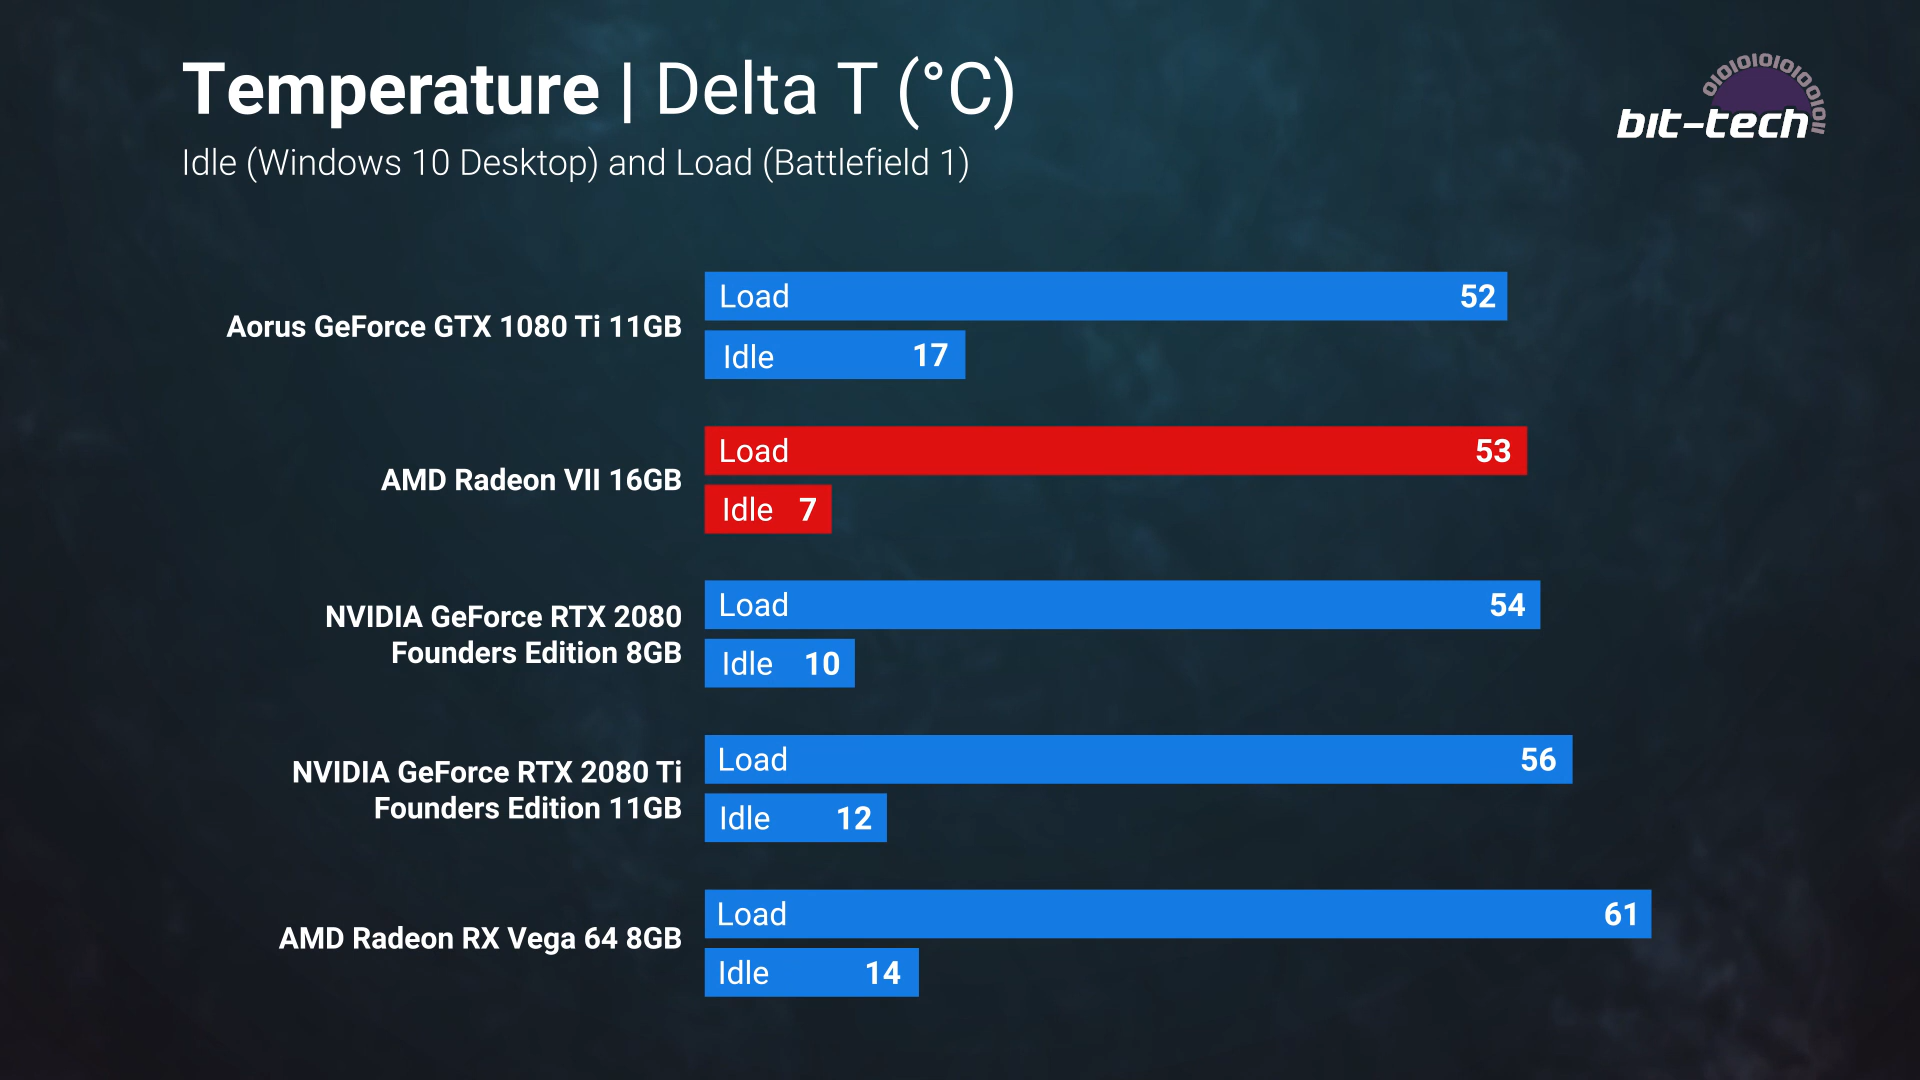 Temperature | Delta T (°C)
Idle (Windows 10 Desktop) and Load (Battlefield 1)
bit-tech
Aorus GeForce GTX 1080 Ti 11GB
Load 52
Idle 17
AMD Radeon VII 16GB
Load 53
Idle 7
NVIDIA GeForce RTX 2080
Founders Edition 8GB
Load 54
Idle 10
NVIDIA GeForce RTX 2080 Ti
Founders Edition 11GB
Load 56
Idle 12
AMD Radeon RX Vega 64 8GB
Load 61
Idle 14